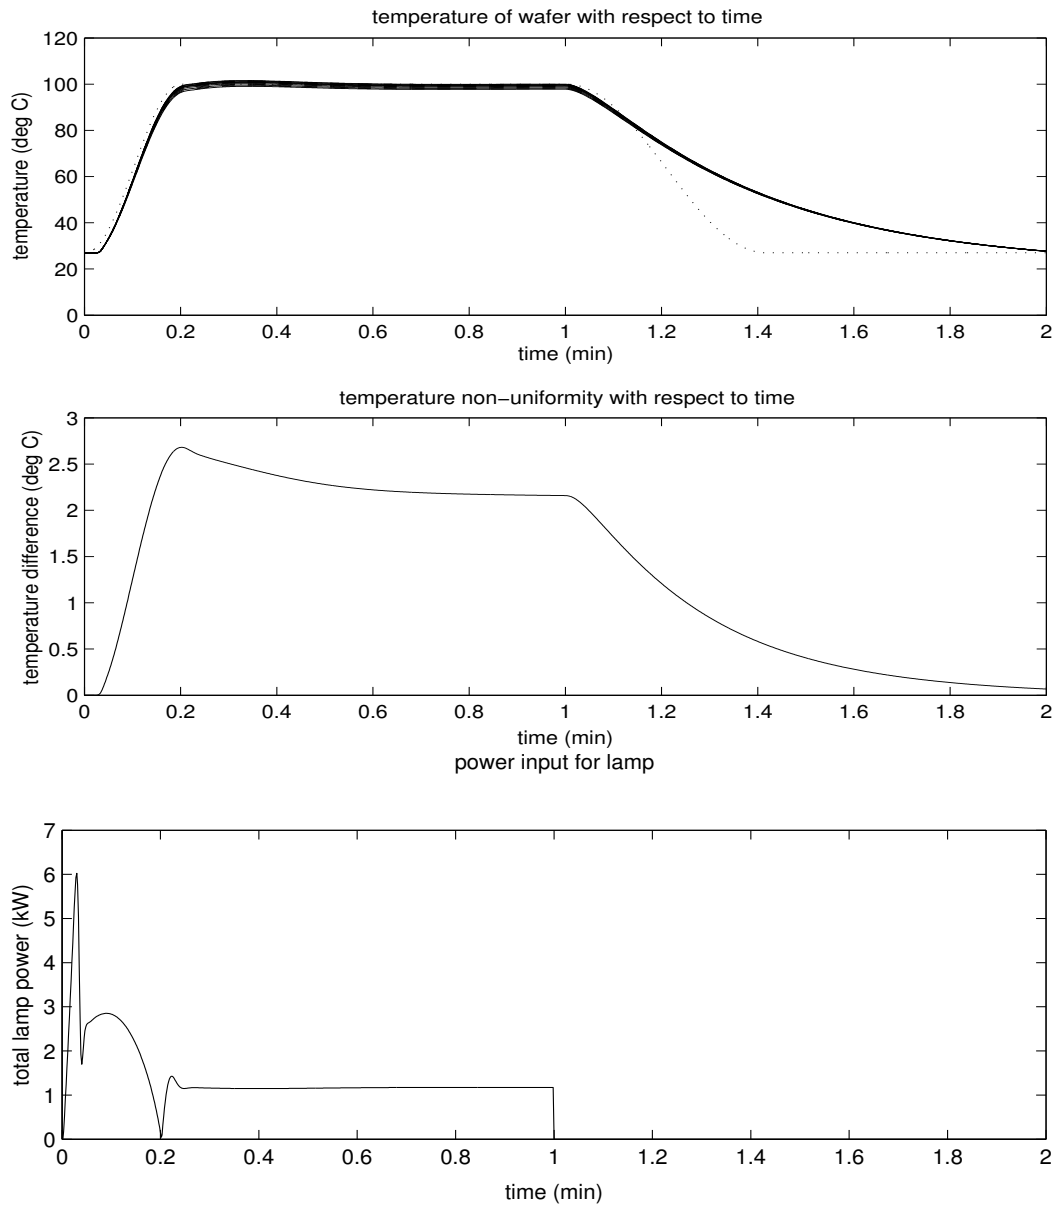 temperature of wafer with respect to time
120
100
80
60
40
20
0
temperature (deg C)
0 0.2 0.4 0.6 0.8 1 1.2 1.4 1.6 1.8 2
time (min)
temperature non−uniformity with respect to time
3
2.5
2
1.5
1
0.5
0
temperature difference (deg C)
0 0.2 0.4 0.6 0.8 1 1.2 1.4 1.6 1.8 2
time (min)
power input for lamp
7
6
5
4
3
2
1
0
total lamp power (kW)
0 0.2 0.4 0.6 0.8 1 1.2 1.4 1.6 1.8 2
time (min)